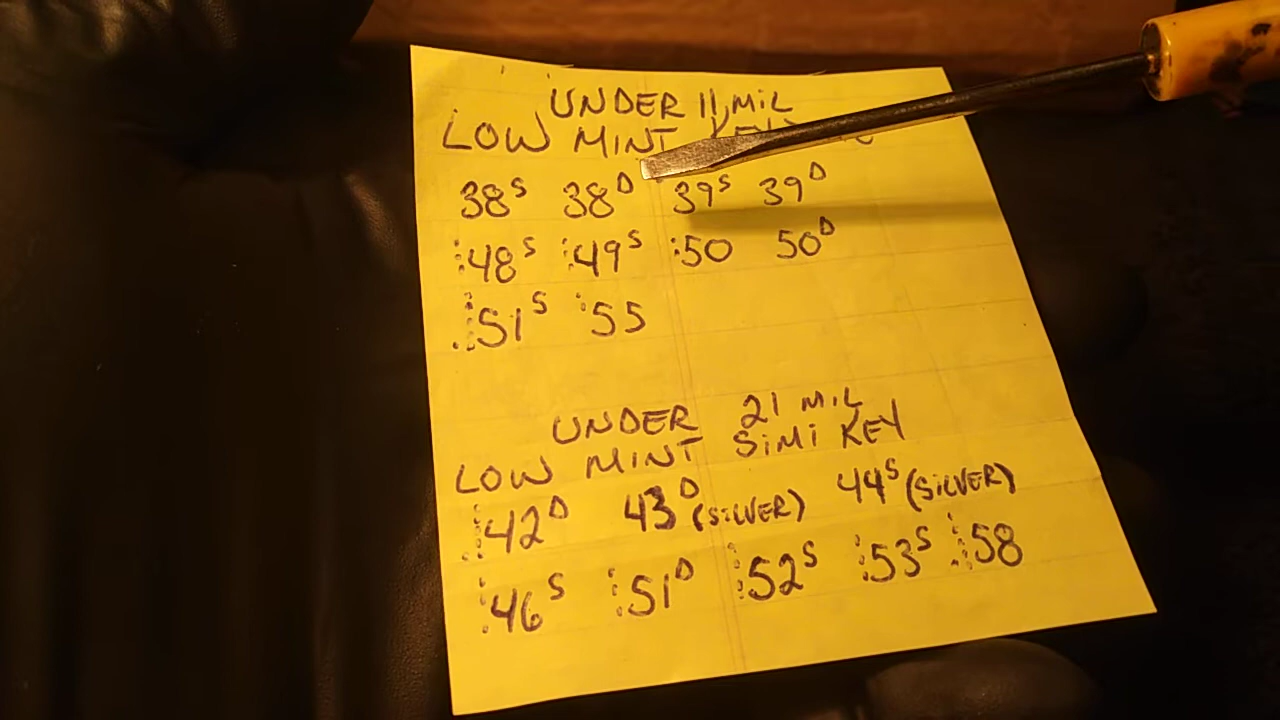 UNDER 11 MIL
LOW MINT
38S 38D 39S 39D
:48S :49S :50 50D
:51S :55
UNDER 21 MIL
LOW MINT SIMI KEY
:42D 43D (SILVER) 44S (SILVER)
:46S :51D :52S :53S :58